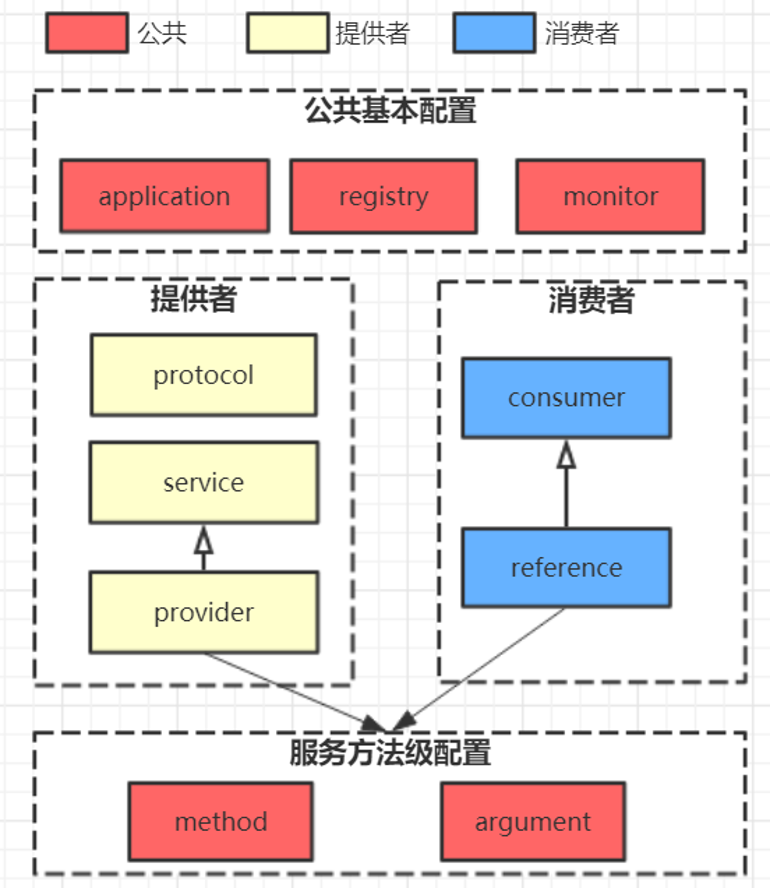 公共
提供者
消费者
公共基本配置
application
registry
monitor
提供者
protocol
service
provider
消费者
consumer
reference
服务方法级配置
method
argument